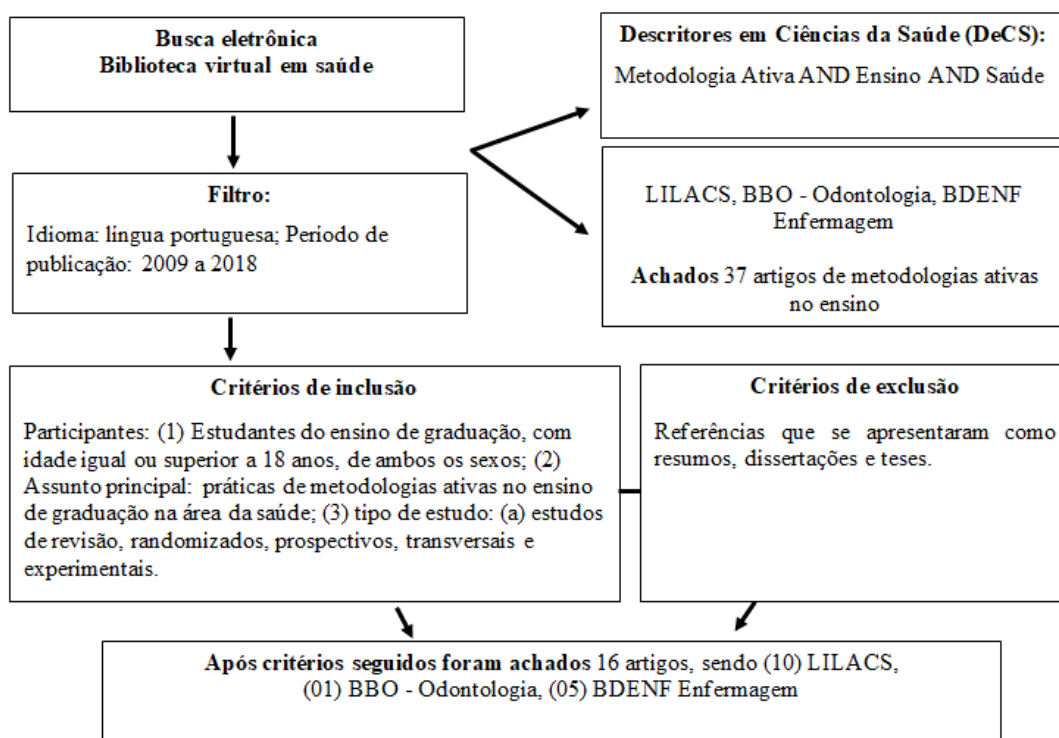 Busca eletrônica
Biblioteca virtual em saúde
Descritores em Ciências da Saúde (DeCS):
Metodologia Ativa AND Ensino AND Saúde
Filtro:
Idioma: língua portuguesa; Período de
publicação: 2009 a 2018
LILACS, BBO - Odontologia, BDENF
Enfermagem
Achados 37 artigos de metodologias ativas
no ensino
Critérios de inclusão
Participantes: (1) Estudantes do ensino de graduação, com
idade igual ou superior a 18 anos, de ambos os sexos; (2)
Assunto principal: práticas de metodologias ativas no ensino
de graduação na área da saúde; (3) tipo de estudo: (a) estudos
de revisão, randomizados, prospectivos, transversais e
experimentais.
Critérios de exclusão
Referências que se apresentaram como
resumos, dissertações e teses.
Após critérios seguidos foram achados 16 artigos, sendo (10) LILACS,
(01) BBO - Odontologia, (05) BDENF Enfermagem